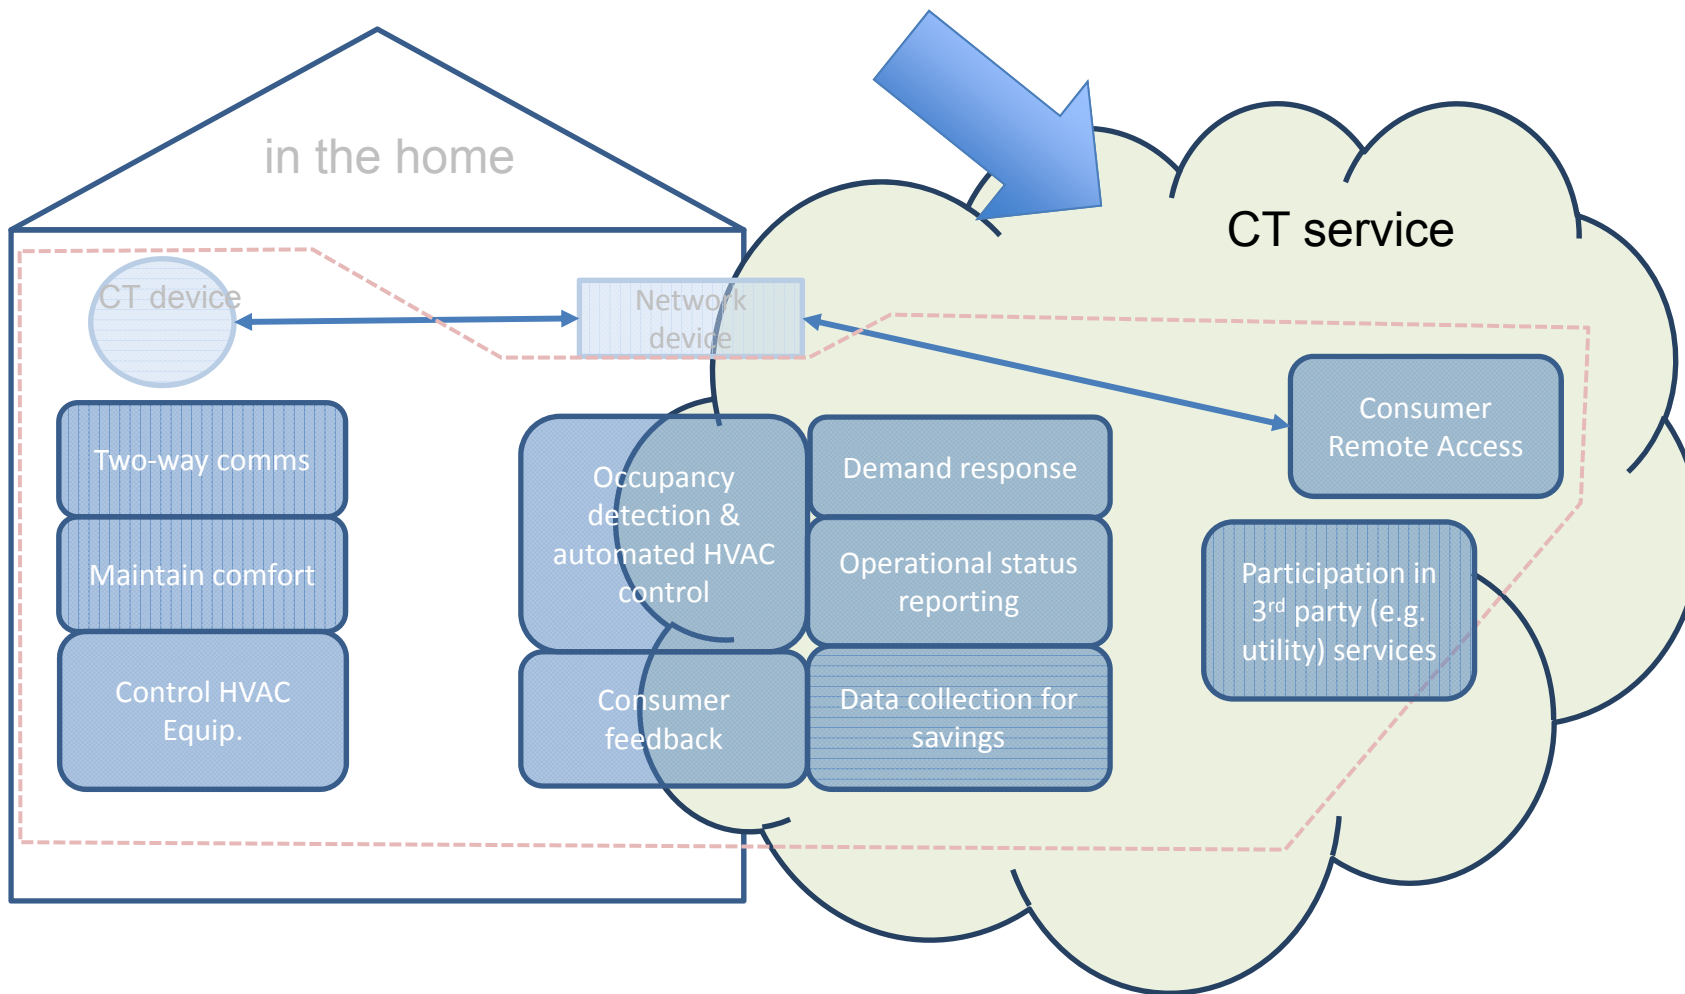 in the home
CT service
CT device
Network
device
Consumer
Remote Access
Two-way comms
Maintain comfort
Control HVAC
Equip.
Occupancy
detection &
automated HVAC
control
Consumer
feedback
Demand response
Operational status
reporting
Data collection for
savings
Participation in
3rd party (e.g.
utility) services